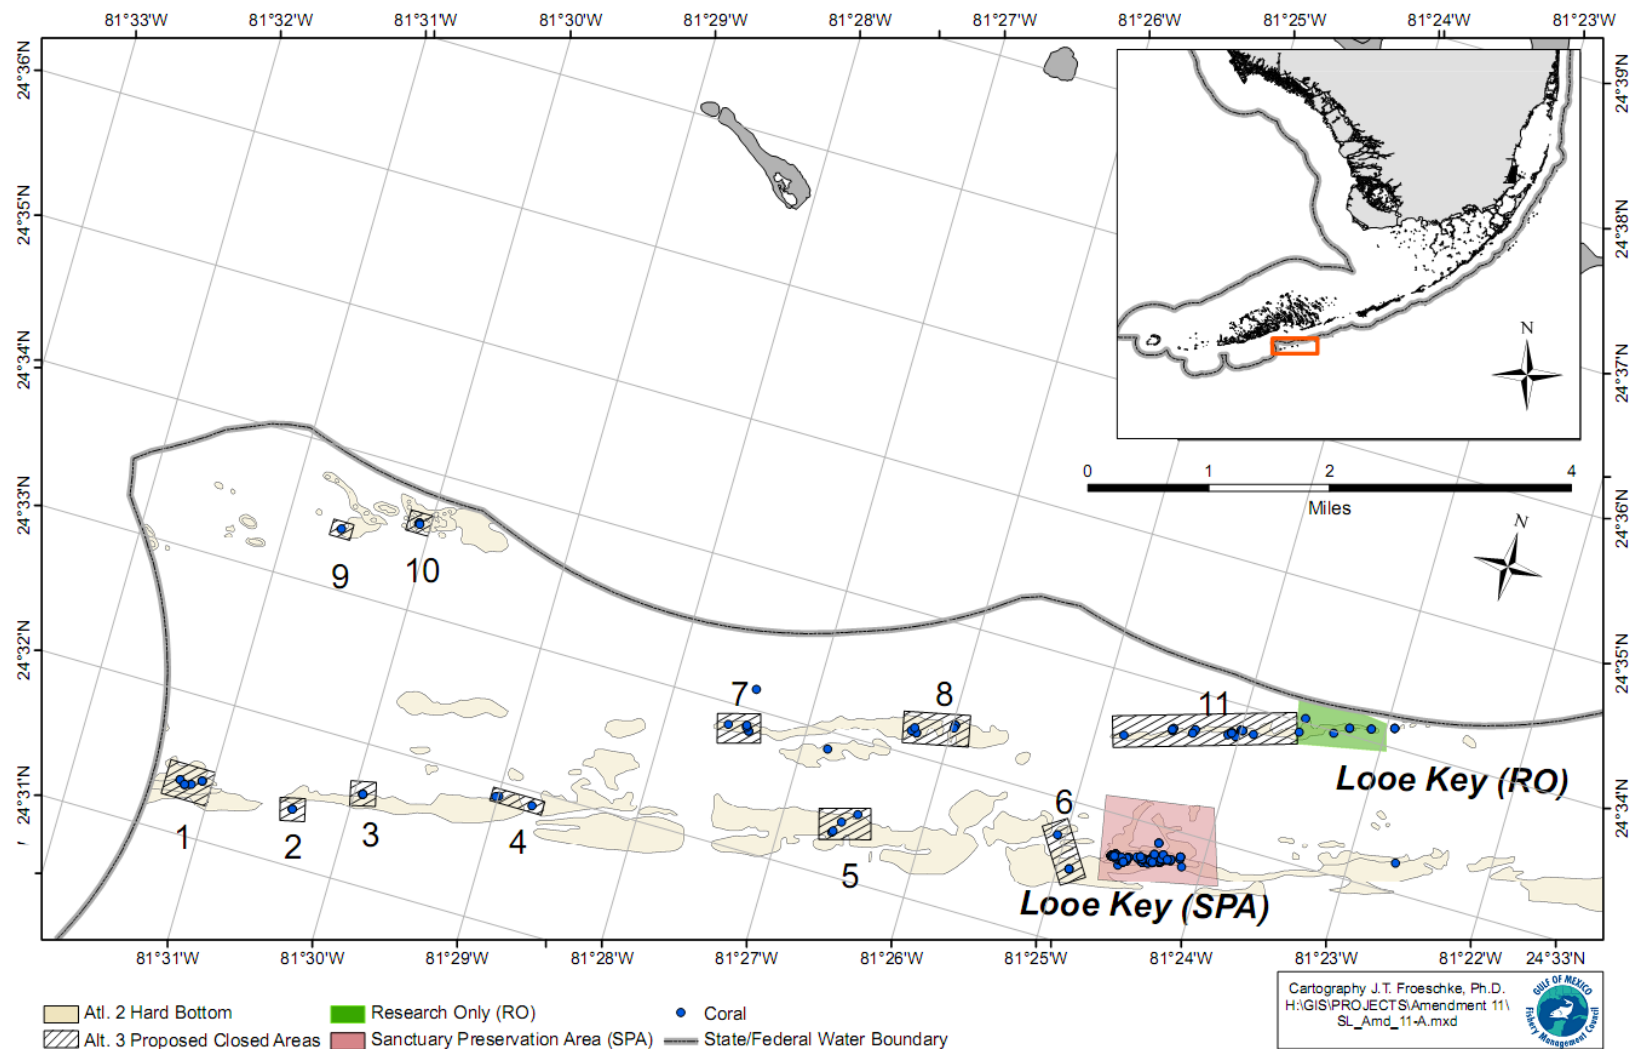 81°33'W 81°32'W 81°31'W 81°30'W 81°29'W 81°28'W 81°27'W 81°26'W 81°25'W 81°24'W 81°23'W
24°36'N
24°35'N
24°34'N
24°33'N
24°32'N
24°31'N
24°39'N
24°38'N
24°37'N
24°36'N
24°35'N
24°34'N
N
0 1 2 4
Miles
N
9 10
7 8 11
Looe Key (RO)
1 2 3 4 5 6
Looe Key (SPA)
81°31'W 81°30'W 81°29'W 81°28'W 81°27'W 81°26'W 81°25'W 81°24'W 81°23'W 81°22'W 24°33'N
Atl. 2 Hard Bottom
Alt. 3 Proposed Closed Areas
Research Only (RO)
Sanctuary Preservation Area (SPA)
Coral
State/Federal Water Boundary
Cartography J.T. Froeschke, Ph.D.
H:\GIS\PROJECTS\Amendment 11\
SL_Amd_11-A.mxd
GULF OF MEXICO
Fishery Management Council